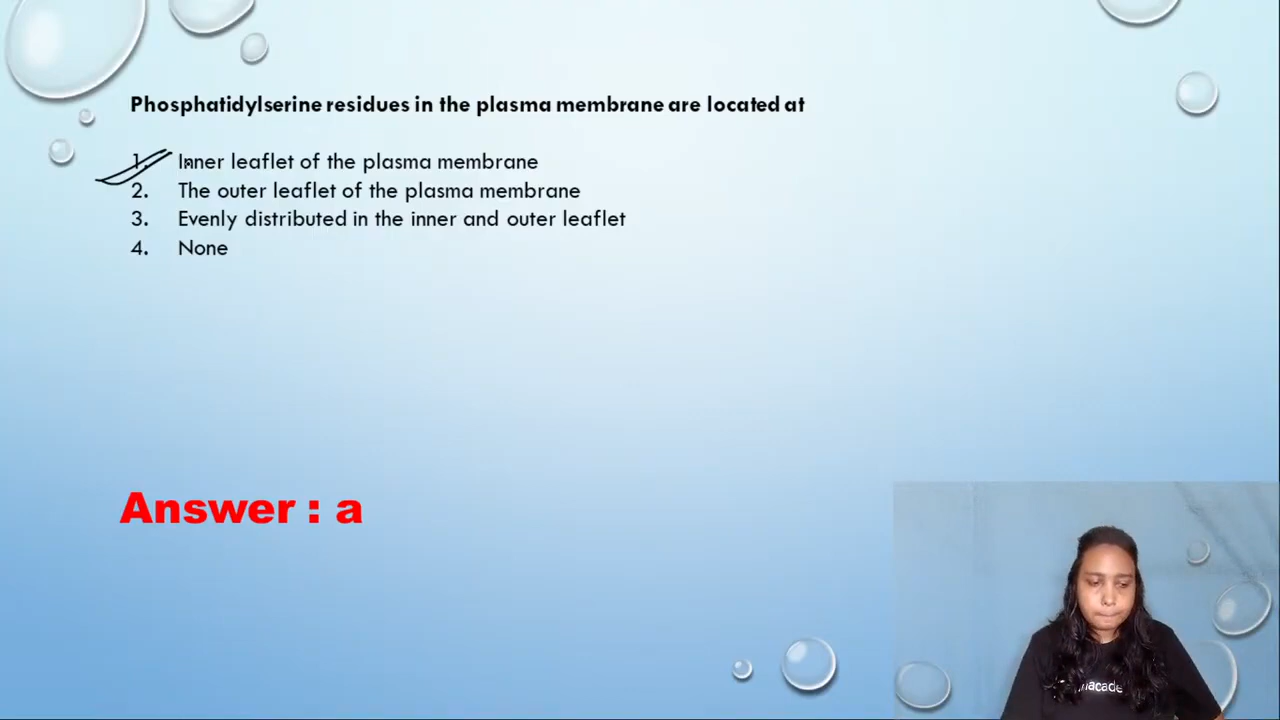 Phosphatidylserine residues in the plasma membrane are located at
1. Inner leaflet of the plasma membrane
2. The outer leaflet of the plasma membrane
3. Evenly distributed in the inner and outer leaflet
4. None
Answer : a